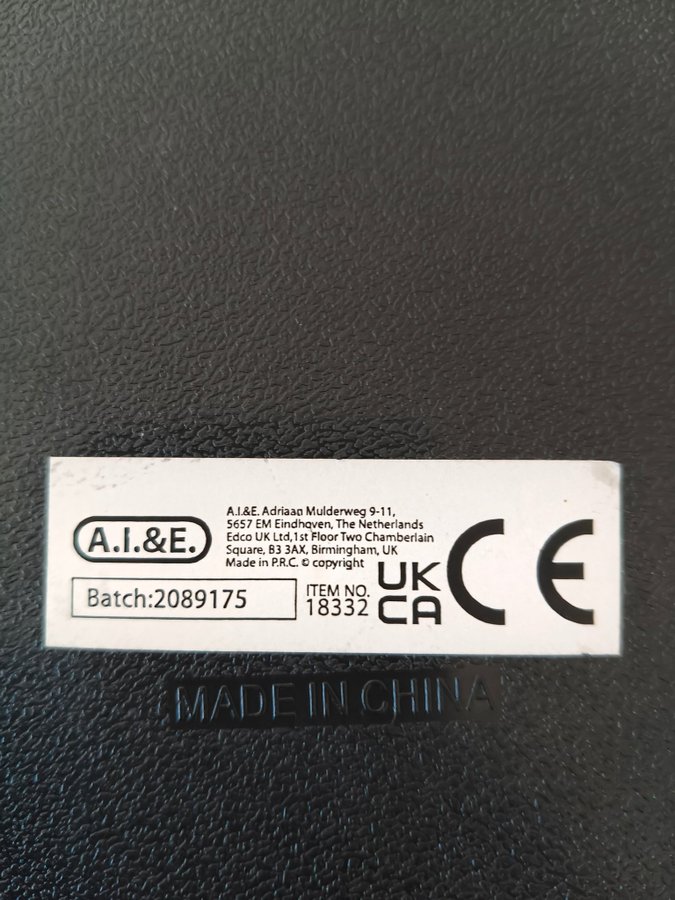 A.I.&E.
A.I.&E. Adriaan Mulderweg 9-11,
5657 EM Eindhoven, The Netherlands
Edco UK Ltd,1st Floor Two Chamberlain
Square, B3 3AX, Birmingham, UK
Made in P.R.C. © copyright
Batch:2089175
ITEM NO.
18332
UK
CA
CE
MADE IN CHINA